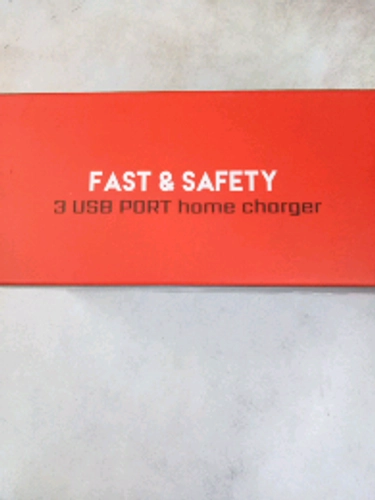 FAST & SAFETY
3 USB PORT home charger